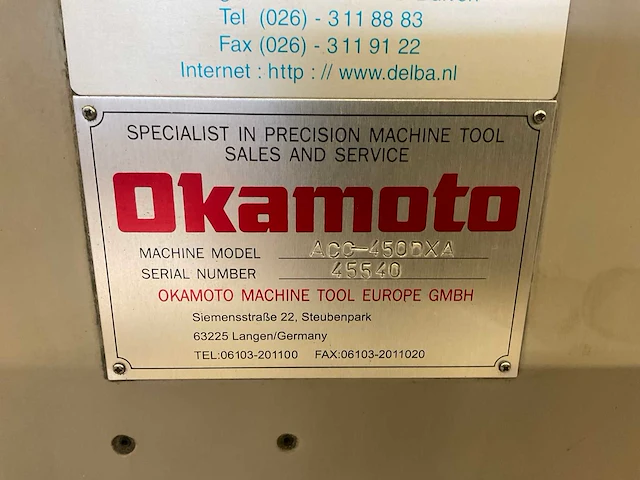 Tel (026) - 311 88 83
Fax (026) - 311 91 22
Internet : http : // www.delba.nl
SPECIALIST IN PRECISION MACHINE TOOL
SALES AND SERVICE
Okamoto
MACHINE MODEL ACC-450DXA
SERIAL NUMBER 45540
OKAMOTO MACHINE TOOL EUROPE GMBH
Siemensstraße 22, Steubenpark
63225 Langen/Germany
TEL:06103-201100 FAX:06103-2011020